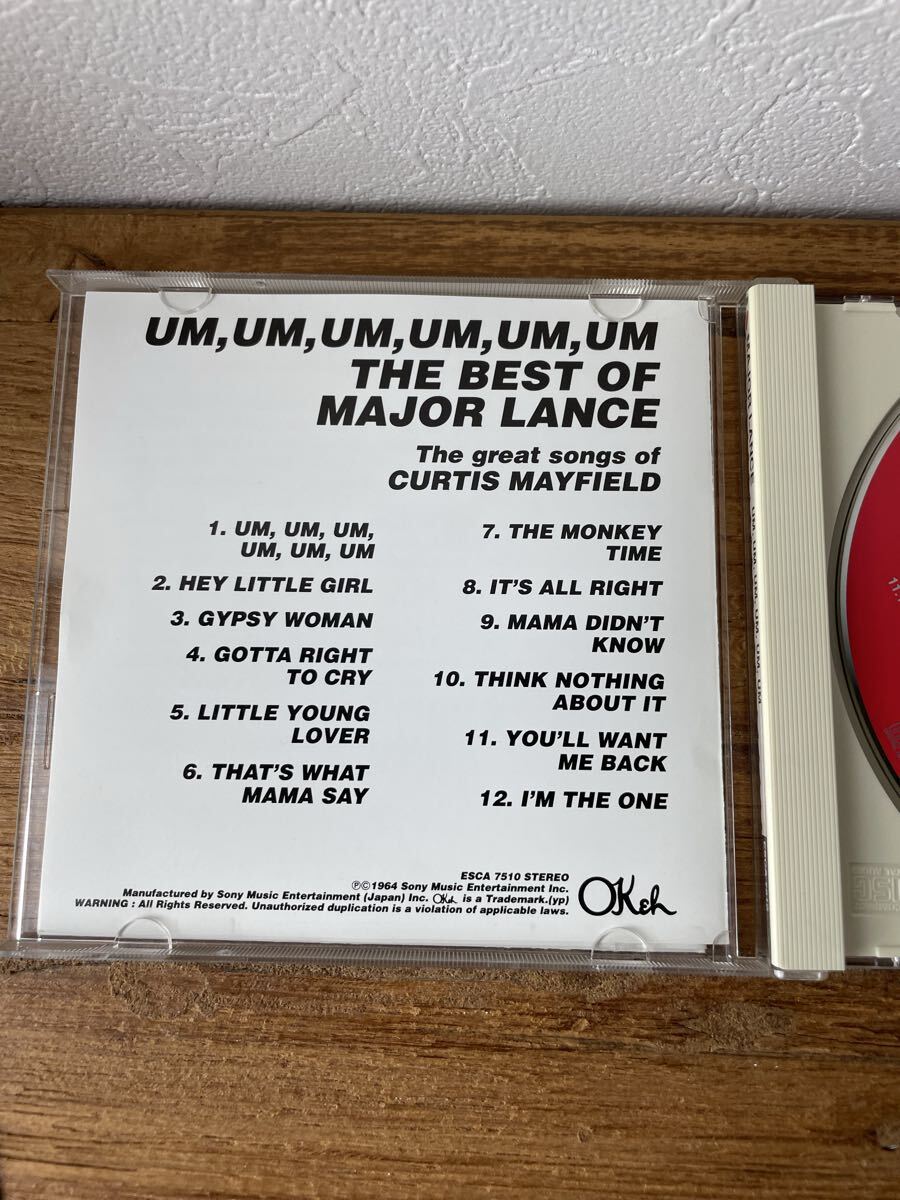 UM,UM,UM,UM,UM,UM
THE BEST OF
MAJOR LANCE
The great songs of
CURTIS MAYFIELD
1. UM, UM, UM,
UM, UM, UM
2. HEY LITTLE GIRL
3. GYPSY WOMAN
4. GOTTA RIGHT
TO CRY
5. LITTLE YOUNG
LOVER
6. THAT'S WHAT
MAMA SAY
7. THE MONKEY
TIME
8. IT'S ALL RIGHT
9. MAMA DIDN'T
KNOW
10. THINK NOTHING
ABOUT IT
11. YOU'LL WANT
ME BACK
12. I'M THE ONE
ESCA 7510 STEREO
℗©1964 Sony Music Entertainment Inc.
Manufactured by Sony Music Entertainment (Japan) Inc. OKeh is a Trademark.(yp)
WARNING : All Rights Reserved. Unauthorized duplication is a violation of applicable laws.
OKeh
11.